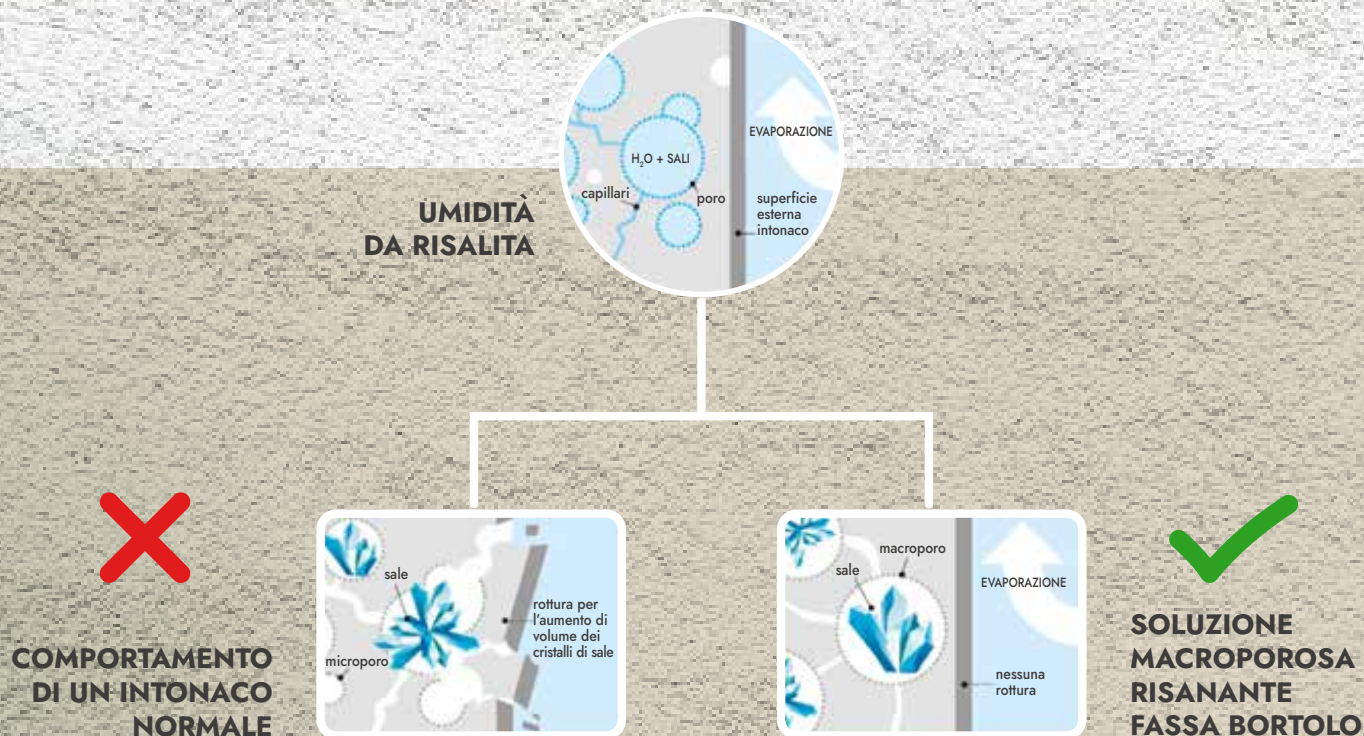 EVAPORAZIONE
H₂O + SALI
capillari
poro
superficie
esterna
intonaco
UMIDITÀ
DA RISALITA
sale
microporo
rottura per
l'aumento di
volume dei
cristalli di sale
COMPORTAMENTO
DI UN INTONACO
NORMALE
macroporo
sale
EVAPORAZIONE
nessuna
rottura
SOLUZIONE
MACROPOROSA
RISANANTE
FASSA BORTOLO